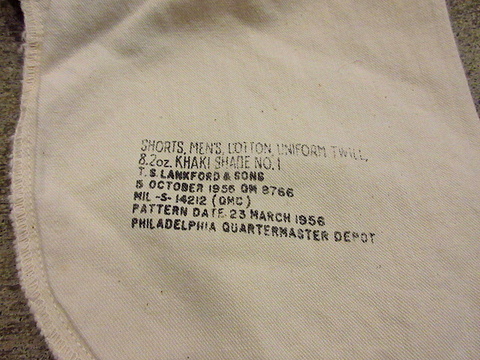 SHORTS, MEN'S, COTTON, UNIFORM TWILL,
8.2oz. KHAKI SHADE NO.1
T.S. LANKFORD & SONS
5 OCTOBER 1956 QM 9766
MIL -S- 14212 (QMC)
PATTERN DATE 23 MARCH 1956
PHILADELPHIA QUARTERMASTER DEPOT